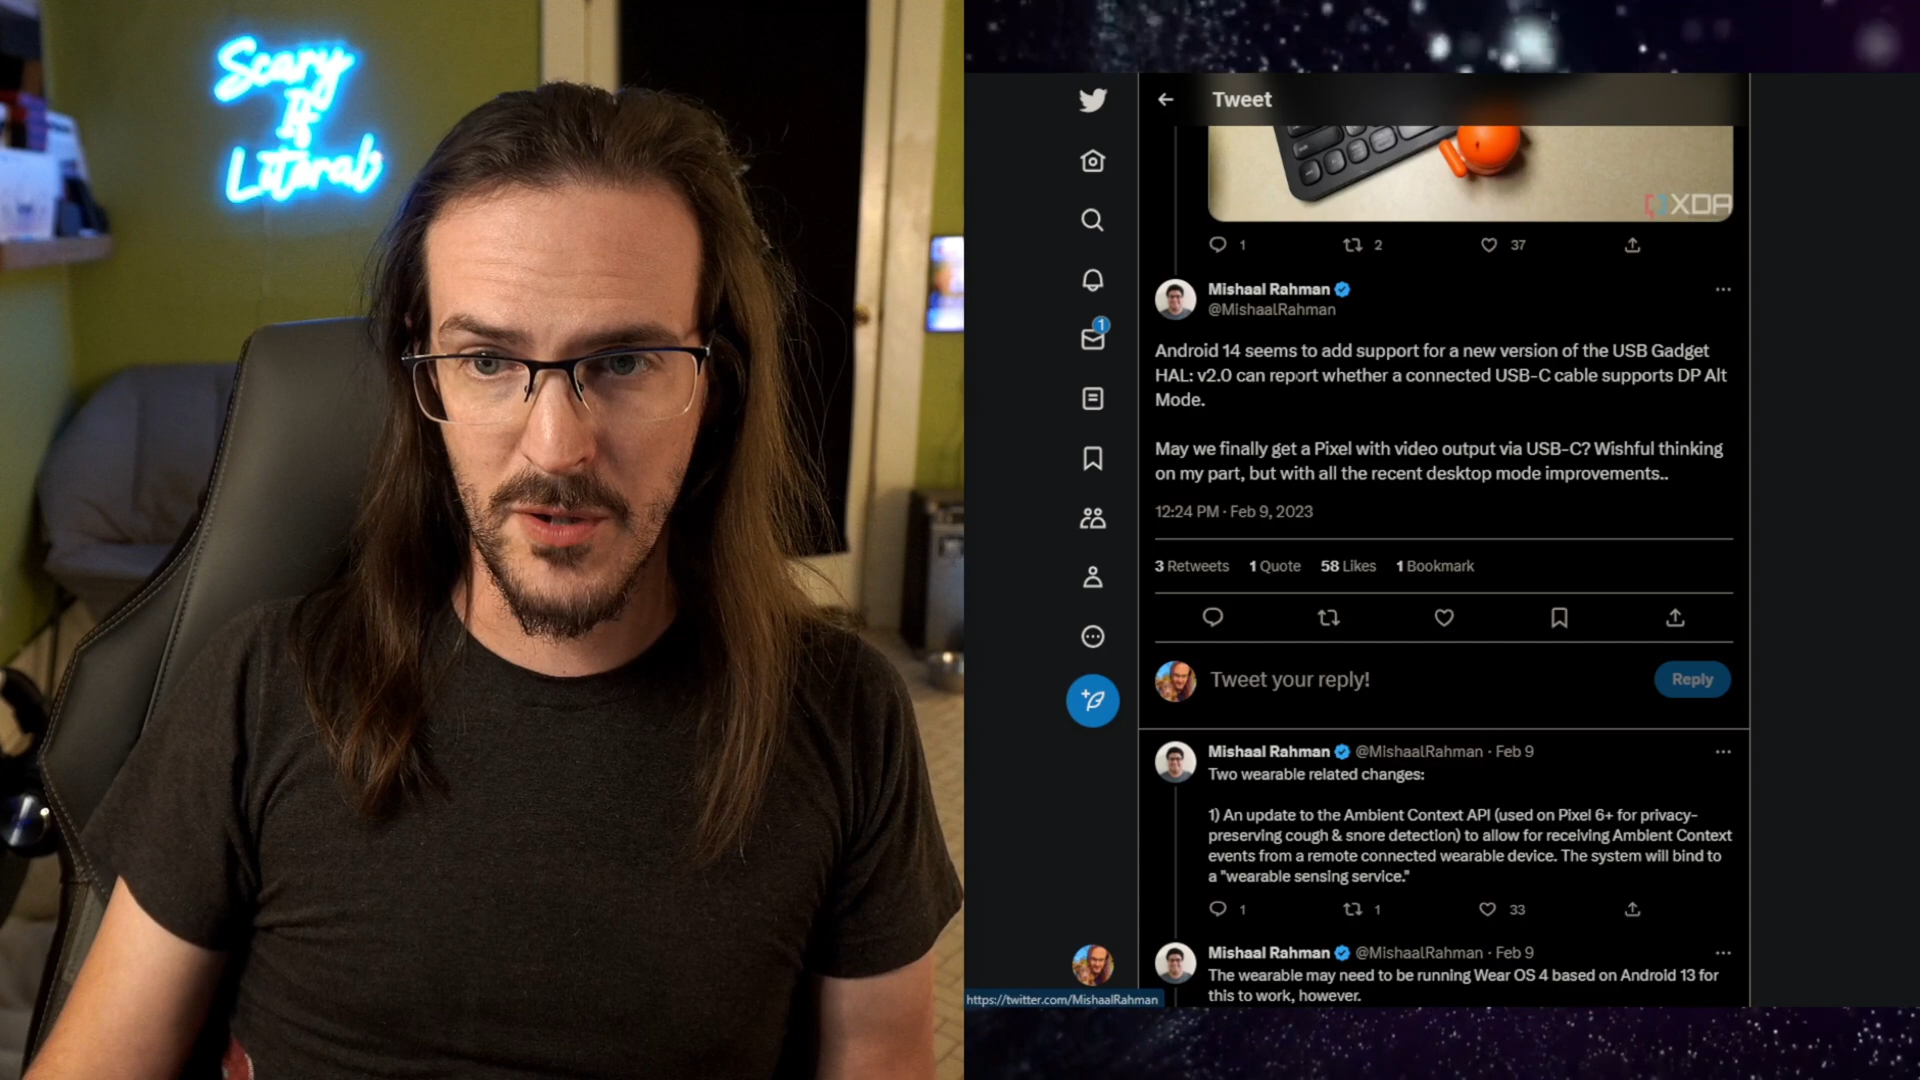 Scary
If
Literal
Tweet
XDA
1
2
37
Mishaal Rahman
@MishaalRahman
Android 14 seems to add support for a new version of the USB Gadget
HAL: v2.0 can report whether a connected USB-C cable supports DP Alt
Mode.
May we finally get a Pixel with video output via USB-C? Wishful thinking
on my part, but with all the recent desktop mode improvements..
12:24 PM · Feb 9, 2023
3 Retweets 1 Quote 58 Likes 1 Bookmark
1
Tweet your reply!
Reply
Mishaal Rahman @MishaalRahman · Feb 9
Two wearable related changes:
1) An update to the Ambient Context API (used on Pixel 6+ for privacy-
preserving cough & snore detection) to allow for receiving Ambient Context
events from a remote connected wearable device. The system will bind to
a "wearable sensing service."
1
1
33
Mishaal Rahman @MishaalRahman · Feb 9
The wearable may need to be running Wear OS 4 based on Android 13 for
this to work, however.
https://twitter.com/MishaalRahman